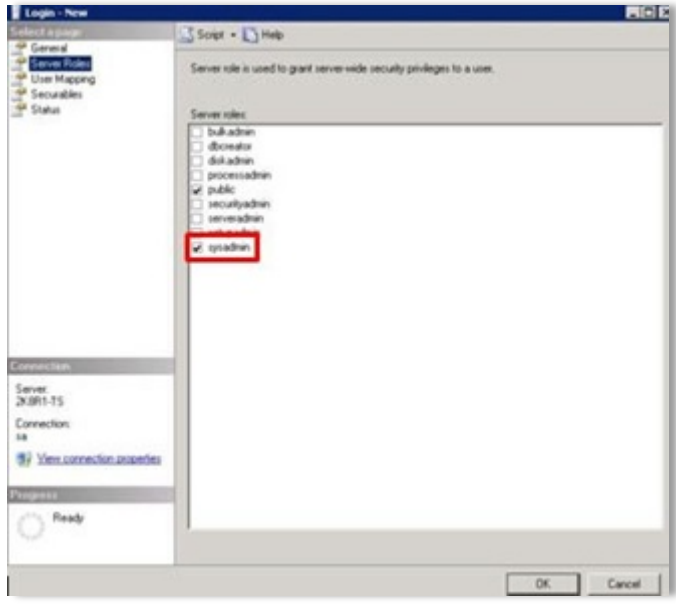 Login - New
Select a page
General
Server Roles
User Mapping
Securables
Status
Script
Help
Server role is used to grant server-wide security privileges to a user.
Server roles:
bulkadmin
dbcreator
diskadmin
processadmin
public
securityadmin
serveradmin
sysadmin
Connection
Server:
2K8R1-TS
Connection:
sa
View connection properties
Progress
Ready
OK
Cancel